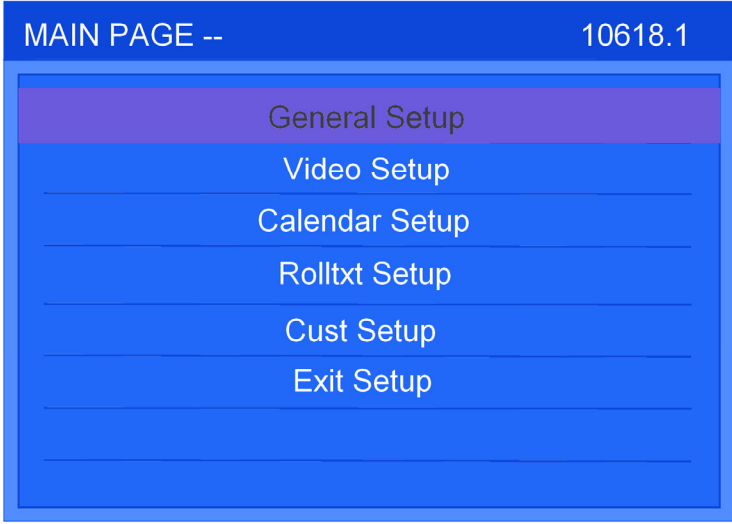 MAIN PAGE -- 10618.1
General Setup
Video Setup
Calendar Setup
Rolltxt Setup
Cust Setup
Exit Setup